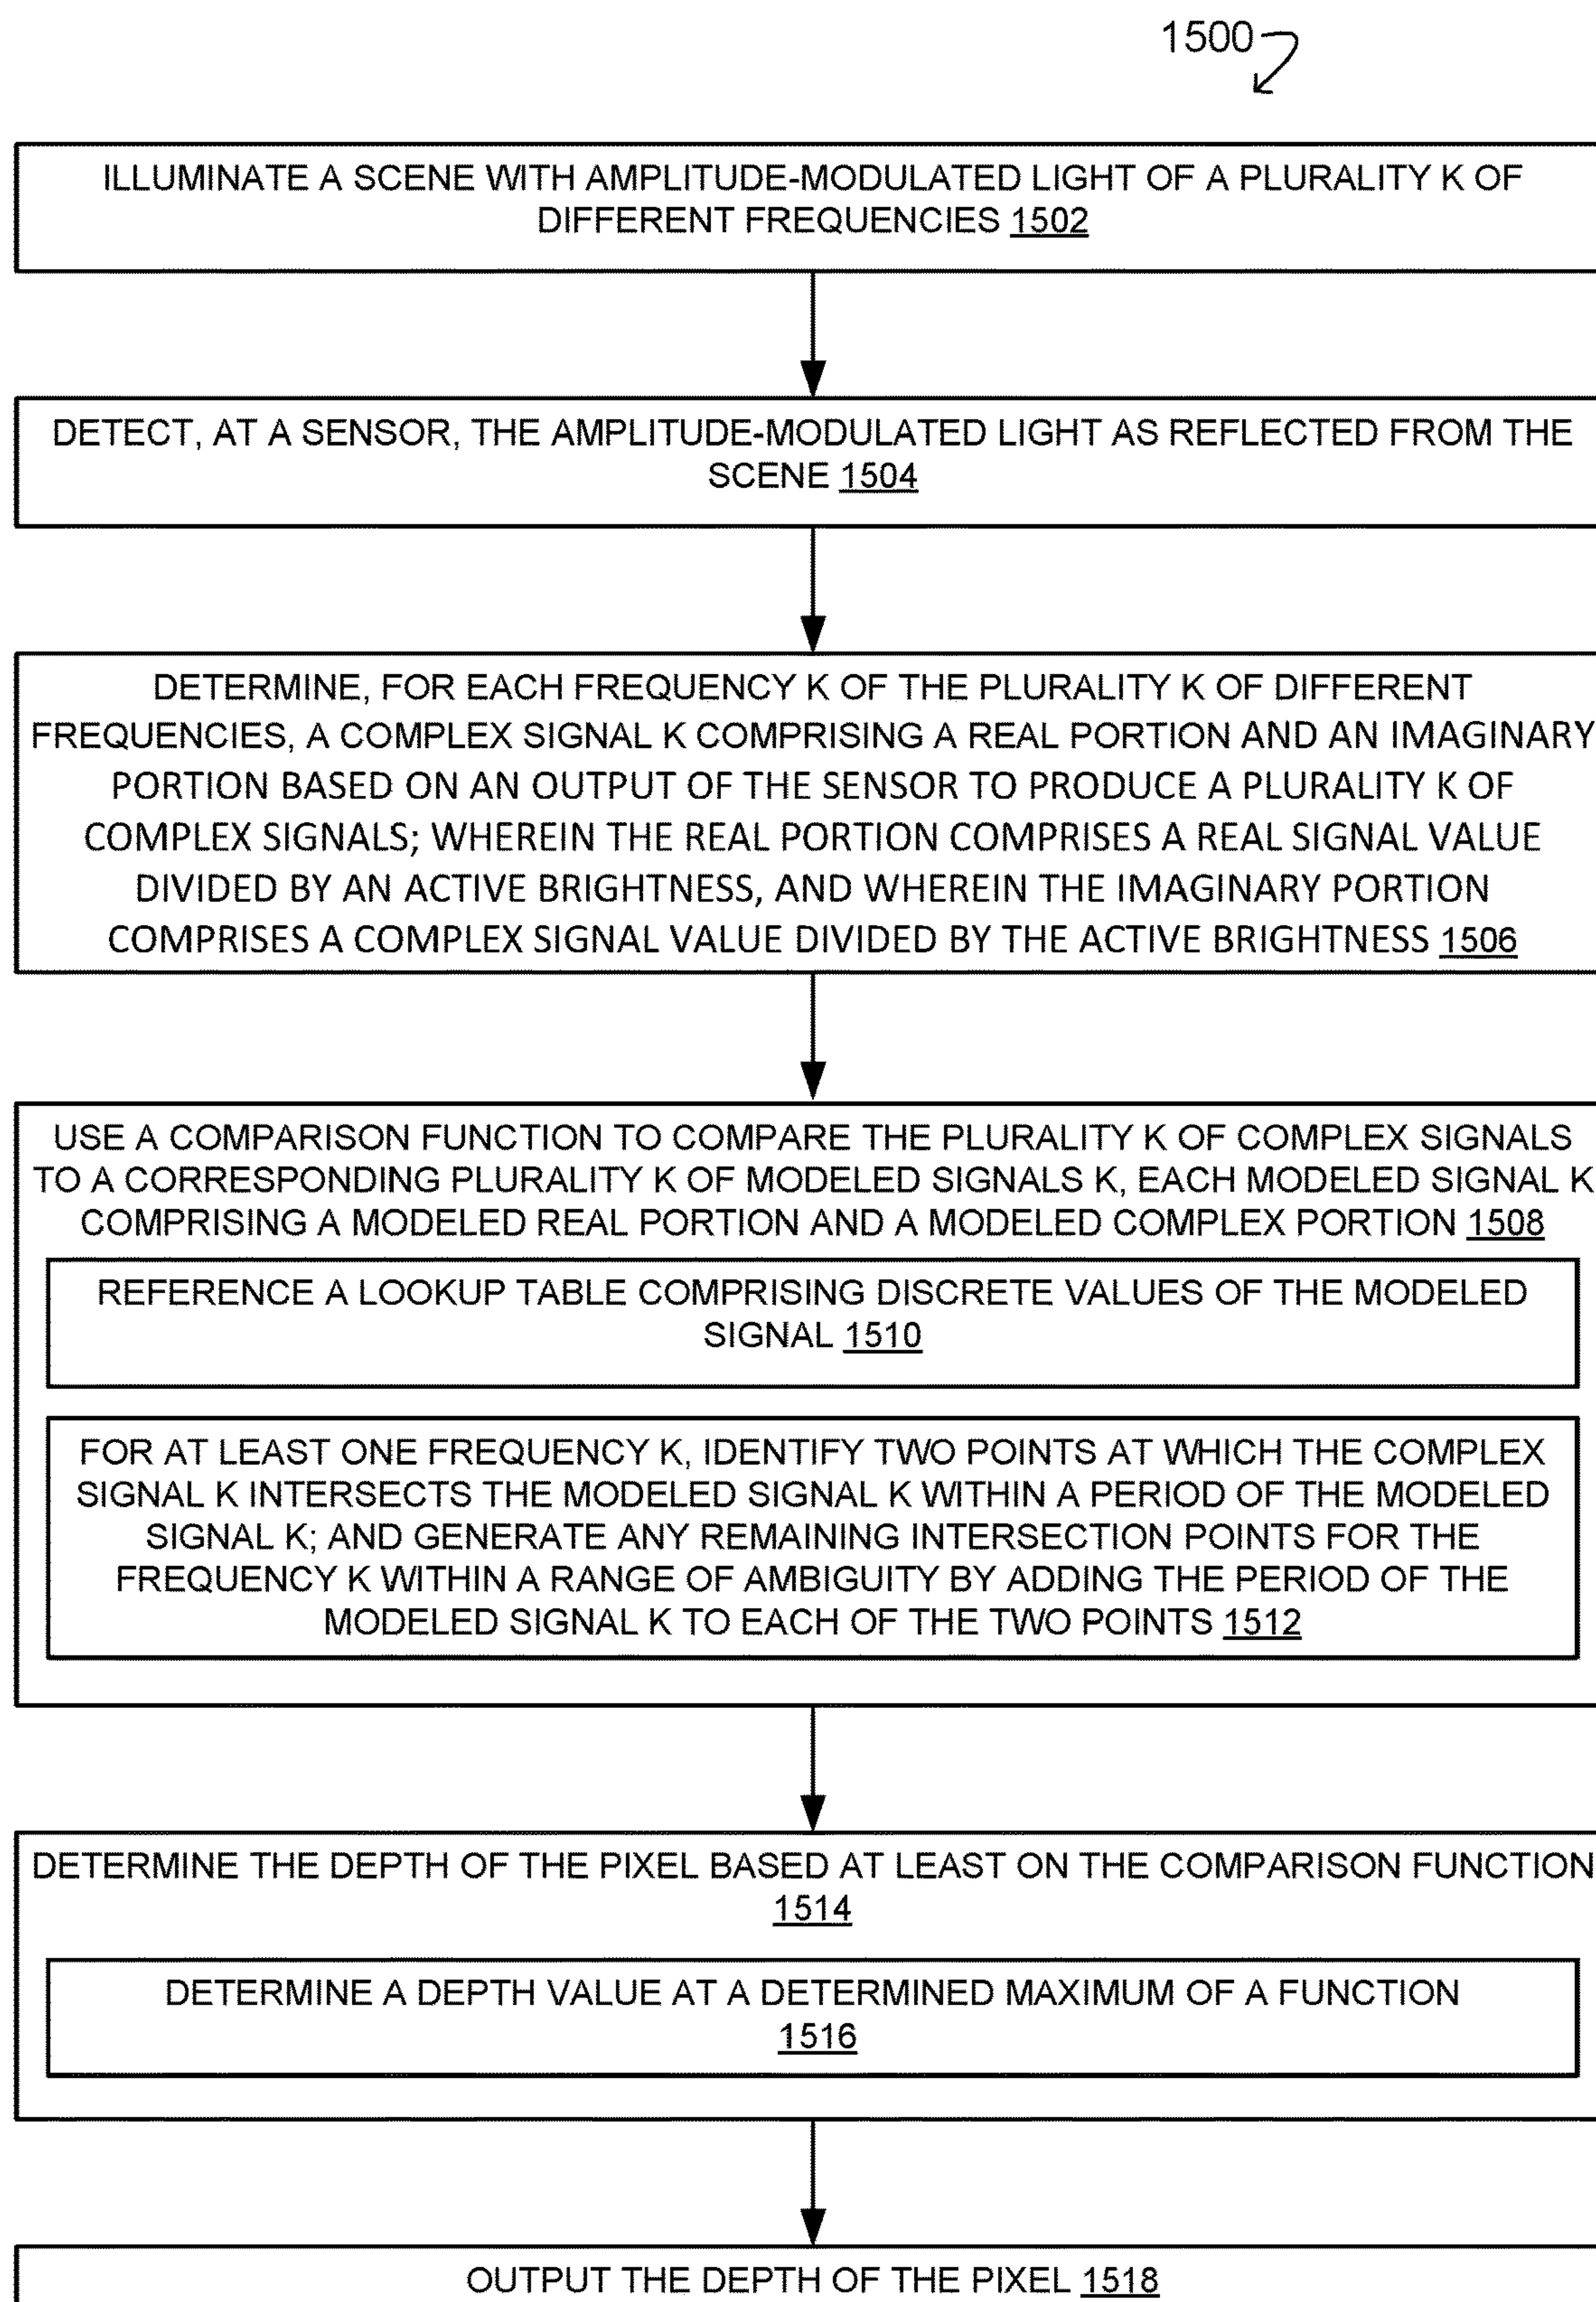 1500
ILLUMINATE A SCENE WITH AMPLITUDE-MODULATED LIGHT OF A PLURALITY K OF
DIFFERENT FREQUENCIES 1502
DETECT, AT A SENSOR, THE AMPLITUDE-MODULATED LIGHT AS REFLECTED FROM THE
SCENE 1504
DETERMINE, FOR EACH FREQUENCY K OF THE PLURALITY K OF DIFFERENT
FREQUENCIES, A COMPLEX SIGNAL K COMPRISING A REAL PORTION AND AN IMAGINARY
PORTION BASED ON AN OUTPUT OF THE SENSOR TO PRODUCE A PLURALITY K OF
COMPLEX SIGNALS; WHEREIN THE REAL PORTION COMPRISES A REAL SIGNAL VALUE
DIVIDED BY AN ACTIVE BRIGHTNESS, AND WHEREIN THE IMAGINARY PORTION
COMPRISES A COMPLEX SIGNAL VALUE DIVIDED BY THE ACTIVE BRIGHTNESS 1506
USE A COMPARISON FUNCTION TO COMPARE THE PLURALITY K OF COMPLEX SIGNALS
TO A CORRESPONDING PLURALITY K OF MODELED SIGNALS K, EACH MODELED SIGNAL K
COMPRISING A MODELED REAL PORTION AND A MODELED COMPLEX PORTION 1508
REFERENCE A LOOKUP TABLE COMPRISING DISCRETE VALUES OF THE MODELED
SIGNAL 1510
FOR AT LEAST ONE FREQUENCY K, IDENTIFY TWO POINTS AT WHICH THE COMPLEX
SIGNAL K INTERSECTS THE MODELED SIGNAL K WITHIN A PERIOD OF THE MODELED
SIGNAL K; AND GENERATE ANY REMAINING INTERSECTION POINTS FOR THE
FREQUENCY K WITHIN A RANGE OF AMBIGUITY BY ADDING THE PERIOD OF THE
MODELED SIGNAL K TO EACH OF THE TWO POINTS 1512
DETERMINE THE DEPTH OF THE PIXEL BASED AT LEAST ON THE COMPARISON FUNCTION
1514
DETERMINE A DEPTH VALUE AT A DETERMINED MAXIMUM OF A FUNCTION
1516
OUTPUT THE DEPTH OF THE PIXEL 1518